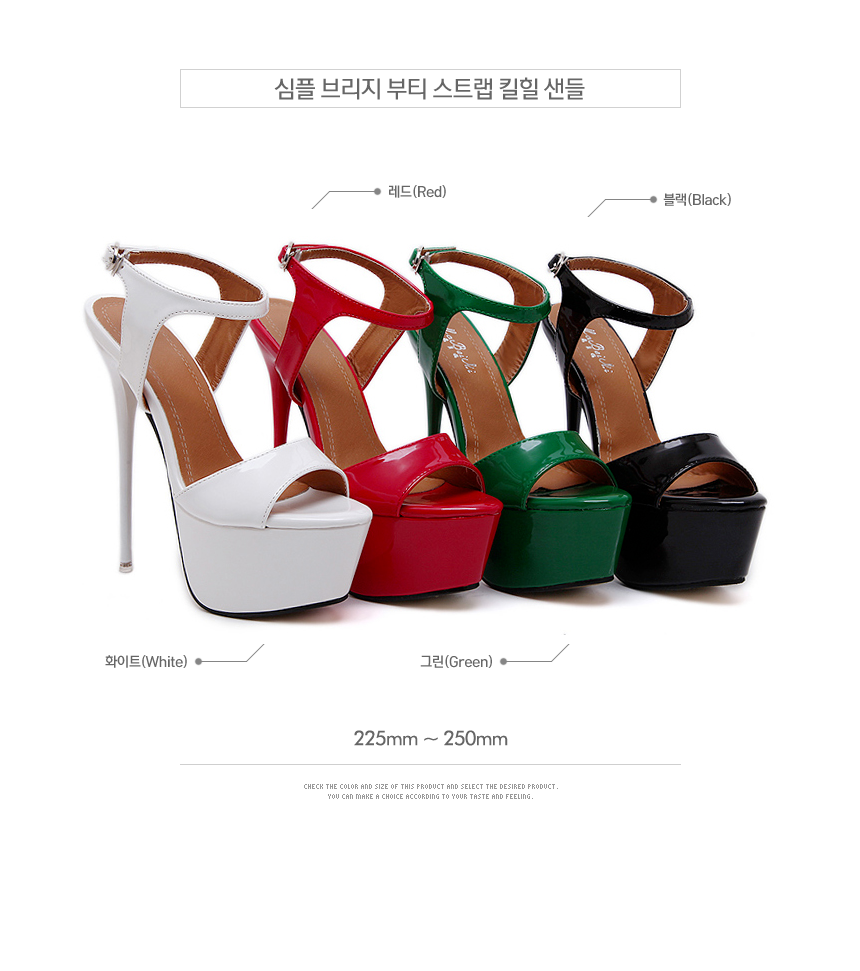 심플 브리지 부티 스트랩 킬힐 샌들
레드(Red)
블랙(Black)
화이트(White)
그린(Green)
225mm ~ 250mm
CHECK THE COLOR AND SIZE OF THIS PRODUCT AND SELECT THE DESIRED PRODUCT.
YOU CAN MAKE A CHOICE ACCORDING TO YOUR TASTE AND FEELING.